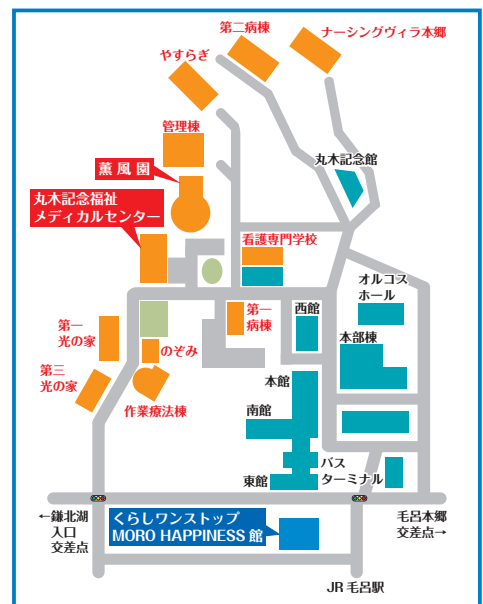 第二病棟
ナーシングヴィラ本郷
やすらぎ
管理棟
丸木記念館
薫風園
丸木記念福祉
メディカルセンター
看護専門学校
オルコス
ホール
第一
病棟
西館
第一
光の家
本部棟
のぞみ
第三
光の家
本館
作業療法棟
南館
バス
ターミナル
東館
←鎌北湖
入口
交差点
くらしワンストップ
MORO HAPPINESS 館
毛呂本郷
交差点→
JR 毛呂駅